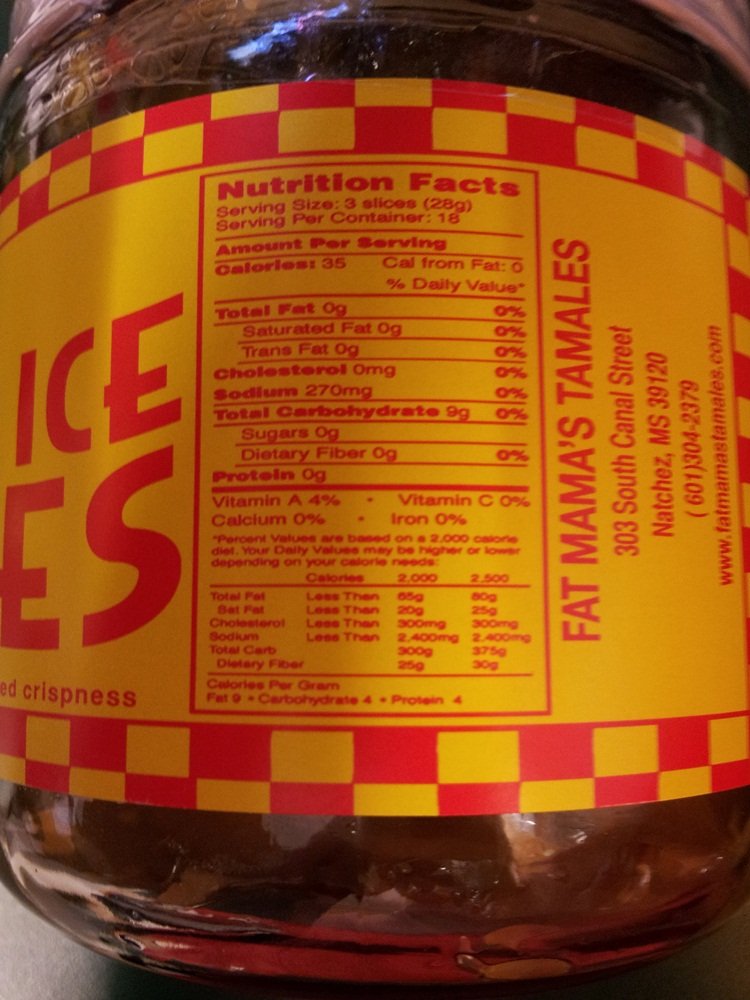 ICE
ES
ed crispness
Nutrition Facts
Serving Size: 3 slices (28g)
Serving Per Container: 18
Amount Per Serving
Calories: 35 Cal from Fat: 0
% Daily Value*
Total Fat 0g 0%
Saturated Fat 0g 0%
Trans Fat 0g 0%
Cholesterol 0mg 0%
Sodium 270mg 0%
Total Carbohydrate 9g 0%
Sugars 0g
Dietary Fiber 0g 0%
Protein 0g
Vitamin A 4% • Vitamin C 0%
Calcium 0% • Iron 0%
*Percent Values are based on a 2,000 calorie
diet. Your Daily Values may be higher or lower
depending on your calorie needs:
Calories 2,000 2,500
Total Fat Less Than 65g 80g
Sat Fat Less Than 20g 25g
Cholesterol Less Than 300mg 300mg
Sodium Less Than 2,400mg 2,400mg
Total Carb 300g 375g
Dietary Fiber 25g 30g
Calories Per Gram
Fat 9 • Carbohydrate 4 • Protein 4
FAT MAMA'S TAMALES
303 South Canal Street
Natchez, MS 39120
( 601)304-2379
www.fatmamastamales.com